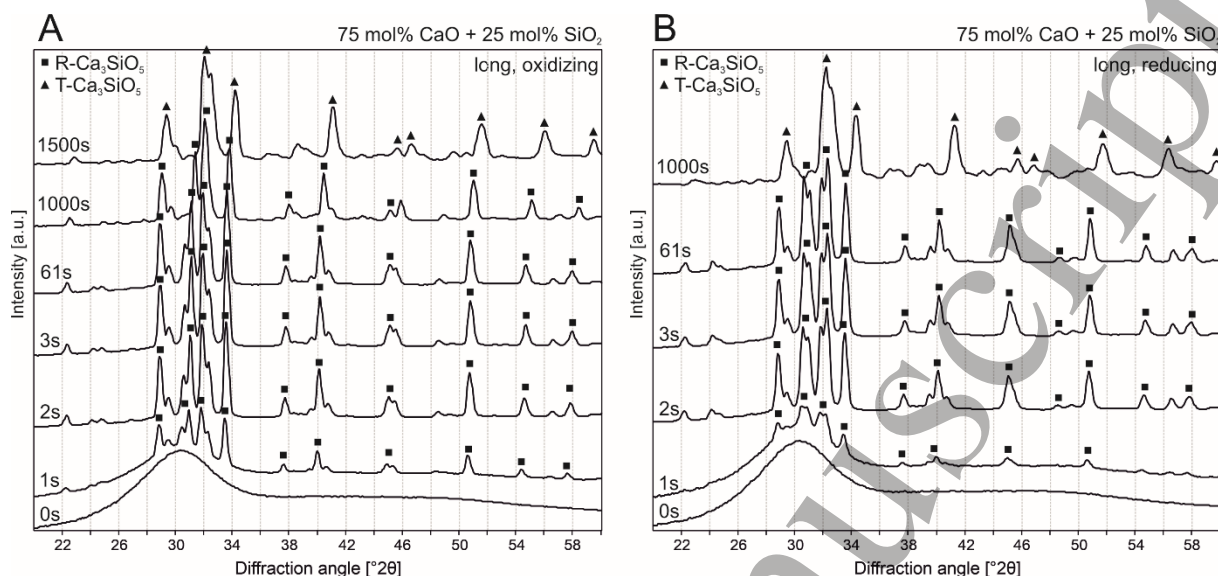 A
75 mol% CaO + 25 mol% SiO₂
long, oxidizing
■ R-Ca₃SiO₅
▲ T-Ca₃SiO₅
1500s
1000s
61s
3s
2s
1s
0s
Intensity [a.u.]
22 26 30 34 38 42 46 50 54 58
Diffraction angle [°2θ]
B
75 mol% CaO + 25 mol% SiO₂
long, reducing
■ R-Ca₃SiO₅
▲ T-Ca₃SiO₅
1000s
61s
3s
2s
1s
0s
Intensity [a.u.]
22 26 30 34 38 42 46 50 54 58
Diffraction angle [°2θ]